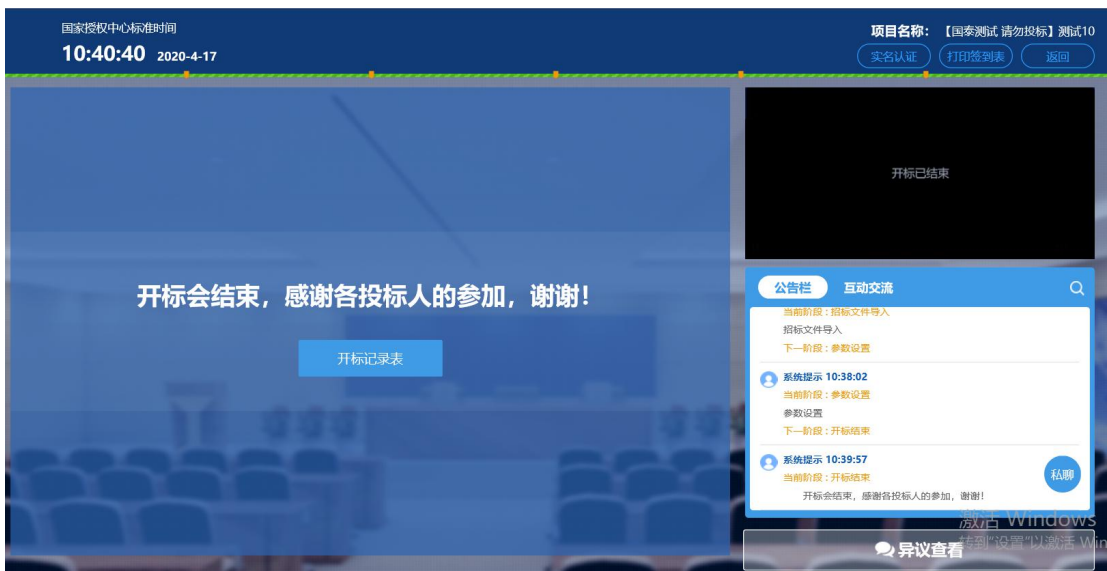 国家授权中心标准时间
10:40:40 2020-4-17
项目名称： 【国泰测试 请勿投标】测试10
实名认证 打印签到表 返回
开标会结束，感谢各投标人的参加，谢谢！
开标记录表
开标已结束
公告栏 互动交流
当前阶段：招标文件导入
招标文件导入
下一阶段：参数设置
系统提示 10:38:02
当前阶段：参数设置
参数设置
下一阶段：开标结束
系统提示 10:39:57
当前阶段：开标结束
开标会结束，感谢各投标人的参加，谢谢！
私聊
激活 Windows
转到"设置"以激活 Win
异议查看